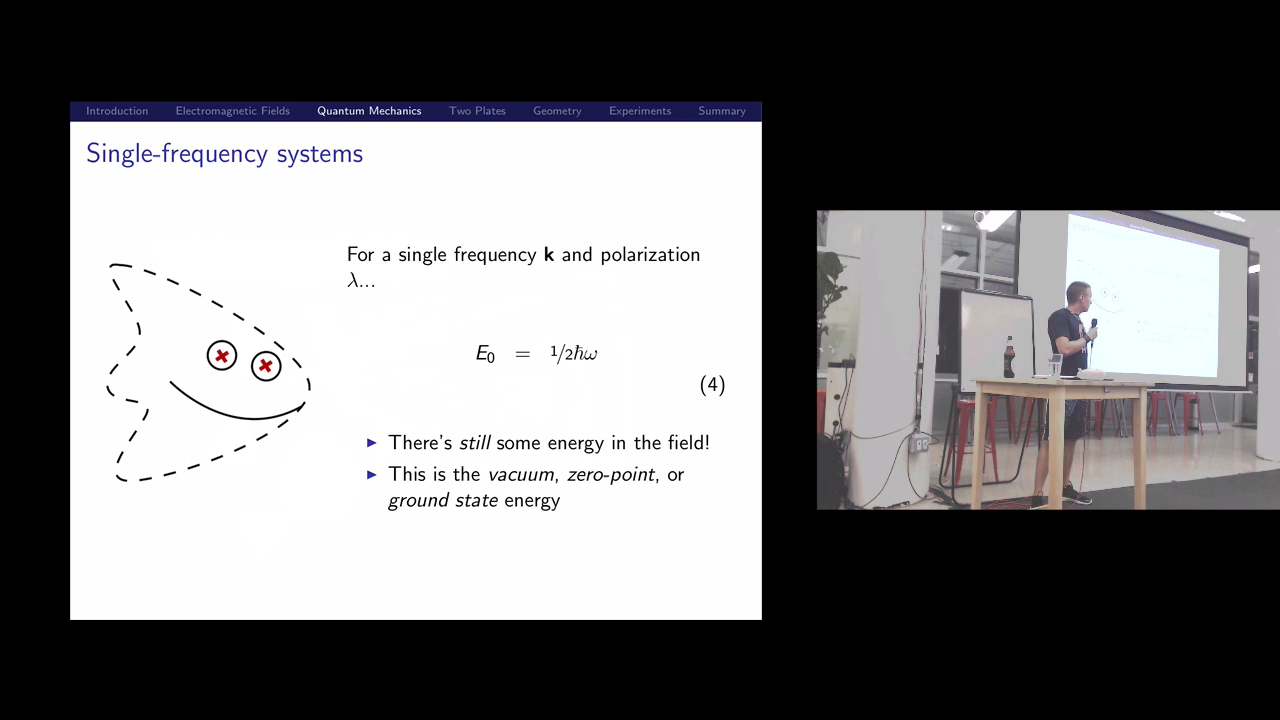 Introduction Electromagnetic Fields Quantum Mechanics Two Plates Geometry Experiments Summary
Single-frequency systems
For a single frequency k and polarization
λ...
E₀ = 1/2ℏω
(4)
There's still some energy in the field!
This is the vacuum, zero-point, or
ground state energy